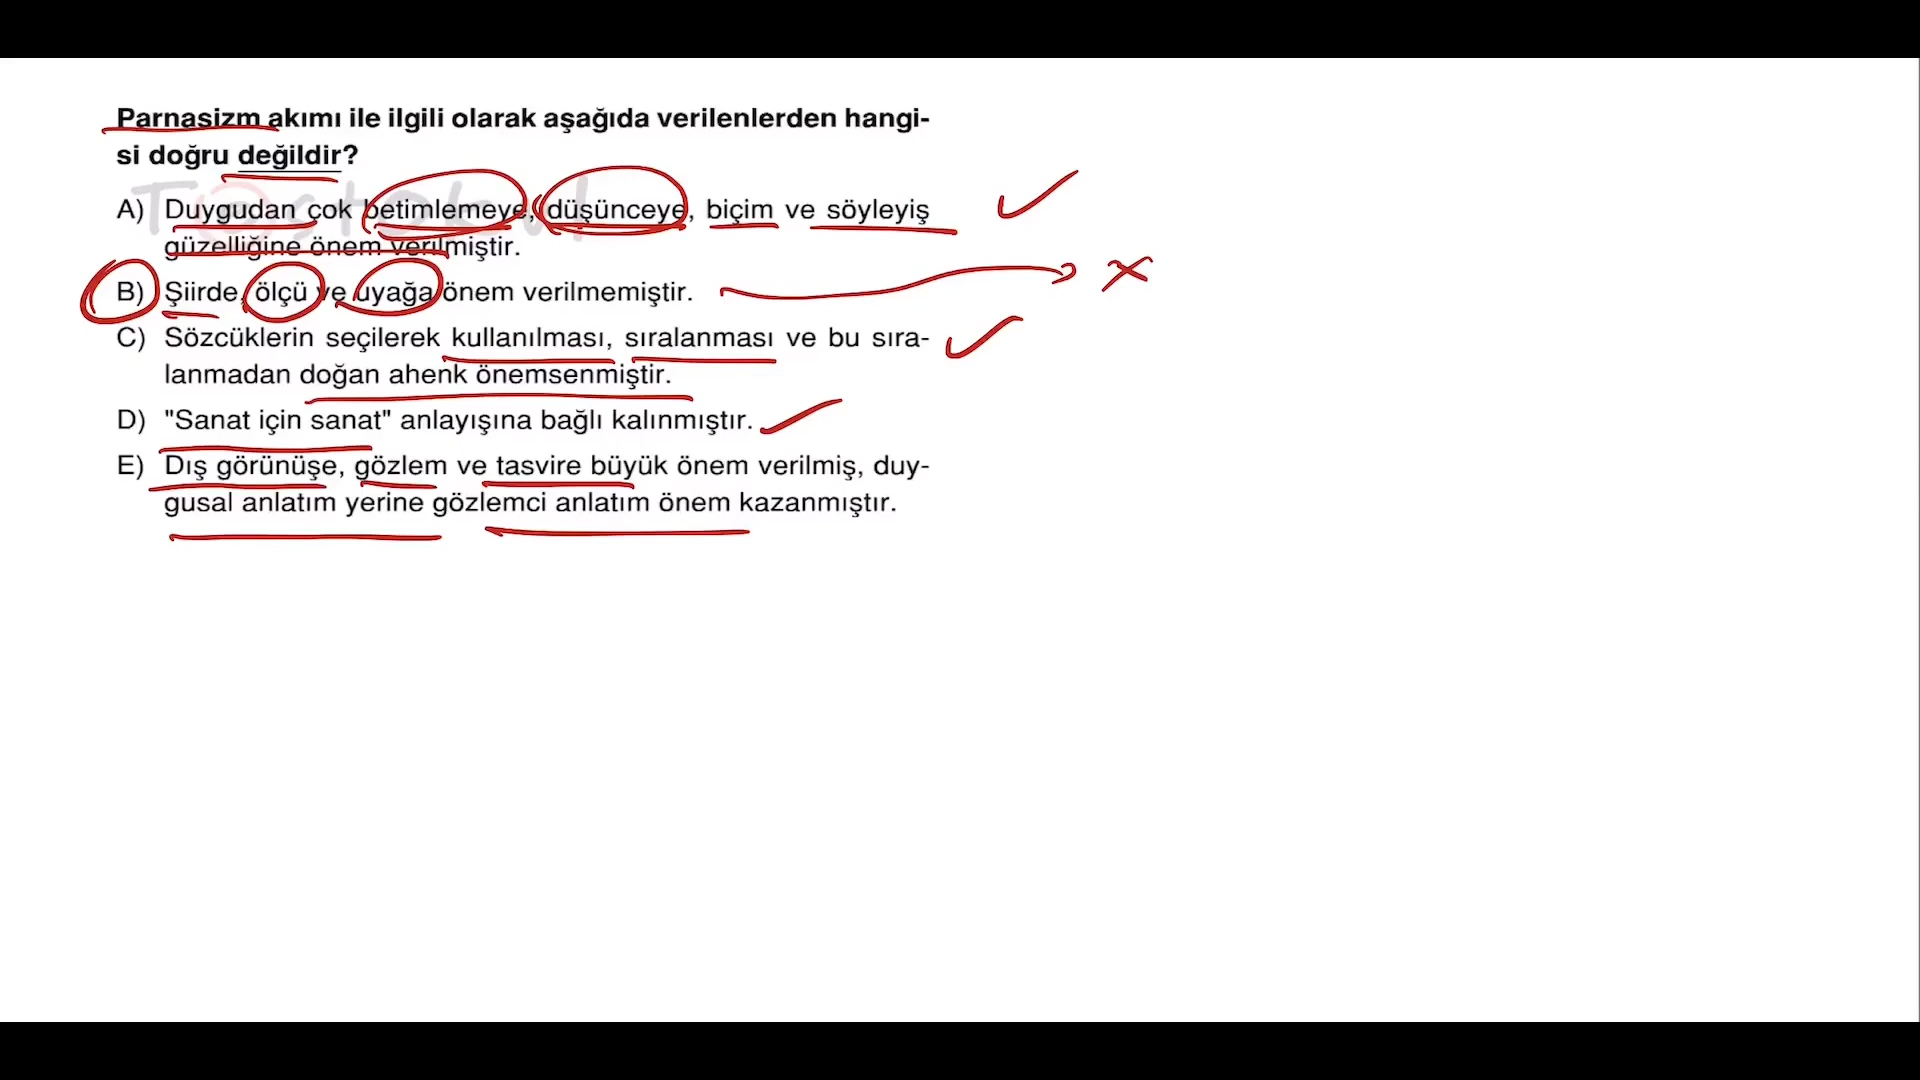 Parnasizm akımı ile ilgili olarak aşağıda verilenlerden hangi-
si doğru değildir?
A) Duygudan çok betimlemeye, düşünceye, biçim ve söyleyiş
güzelliğine önem verilmiştir.
B) Şiirde, ölçü ve uyağa önem verilmemiştir.
C) Sözcüklerin seçilerek kullanılması, sıralanması ve bu sıra-
lanmadan doğan ahenk önemsenmiştir.
D) "Sanat için sanat" anlayışına bağlı kalınmıştır.
E) Dış görünüşe, gözlem ve tasvire büyük önem verilmiş, duy-
gusal anlatım yerine gözlemci anlatım önem kazanmıştır.